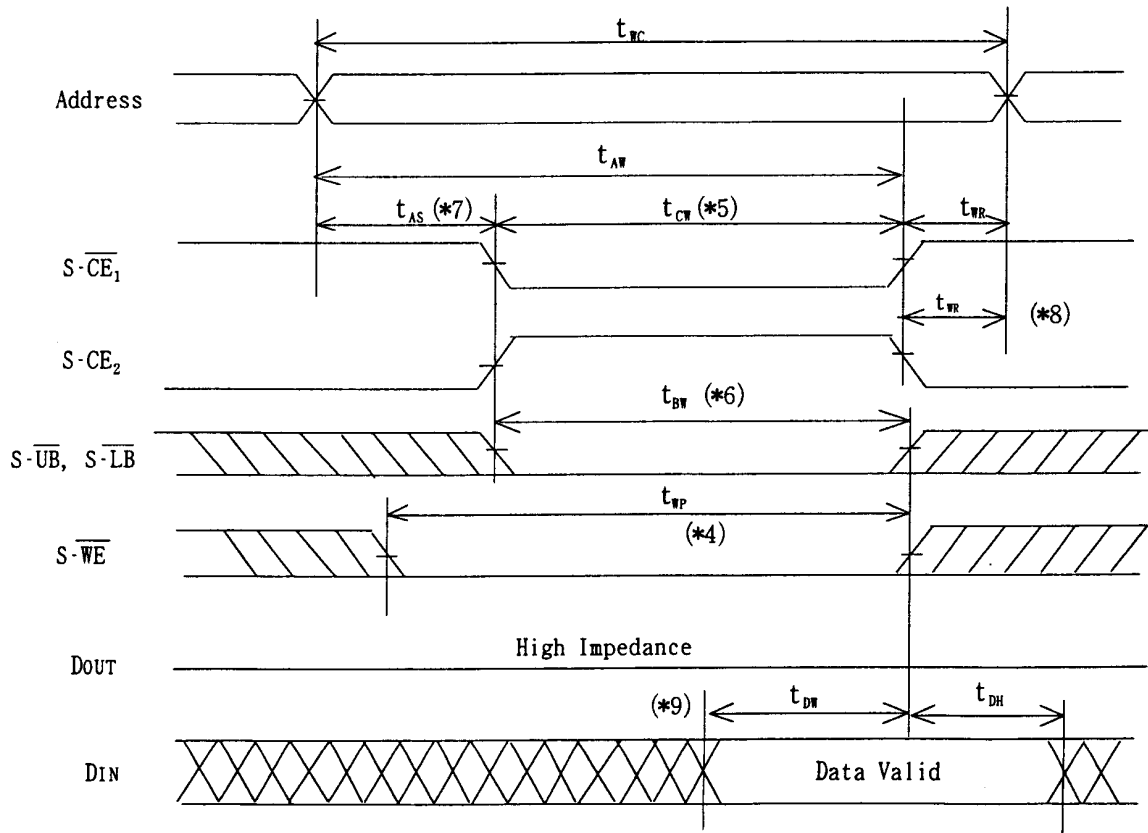 tWC
Address
tAW
tAS (*7) tCW (*5) tWR
S-CE1
tWR (*8)
S-CE2
tBW (*6)
S-UB, S-LB
tWP
(*4)
S-WE
High Impedance
DOUT
(*9) tDW tDH
DIN Data Valid